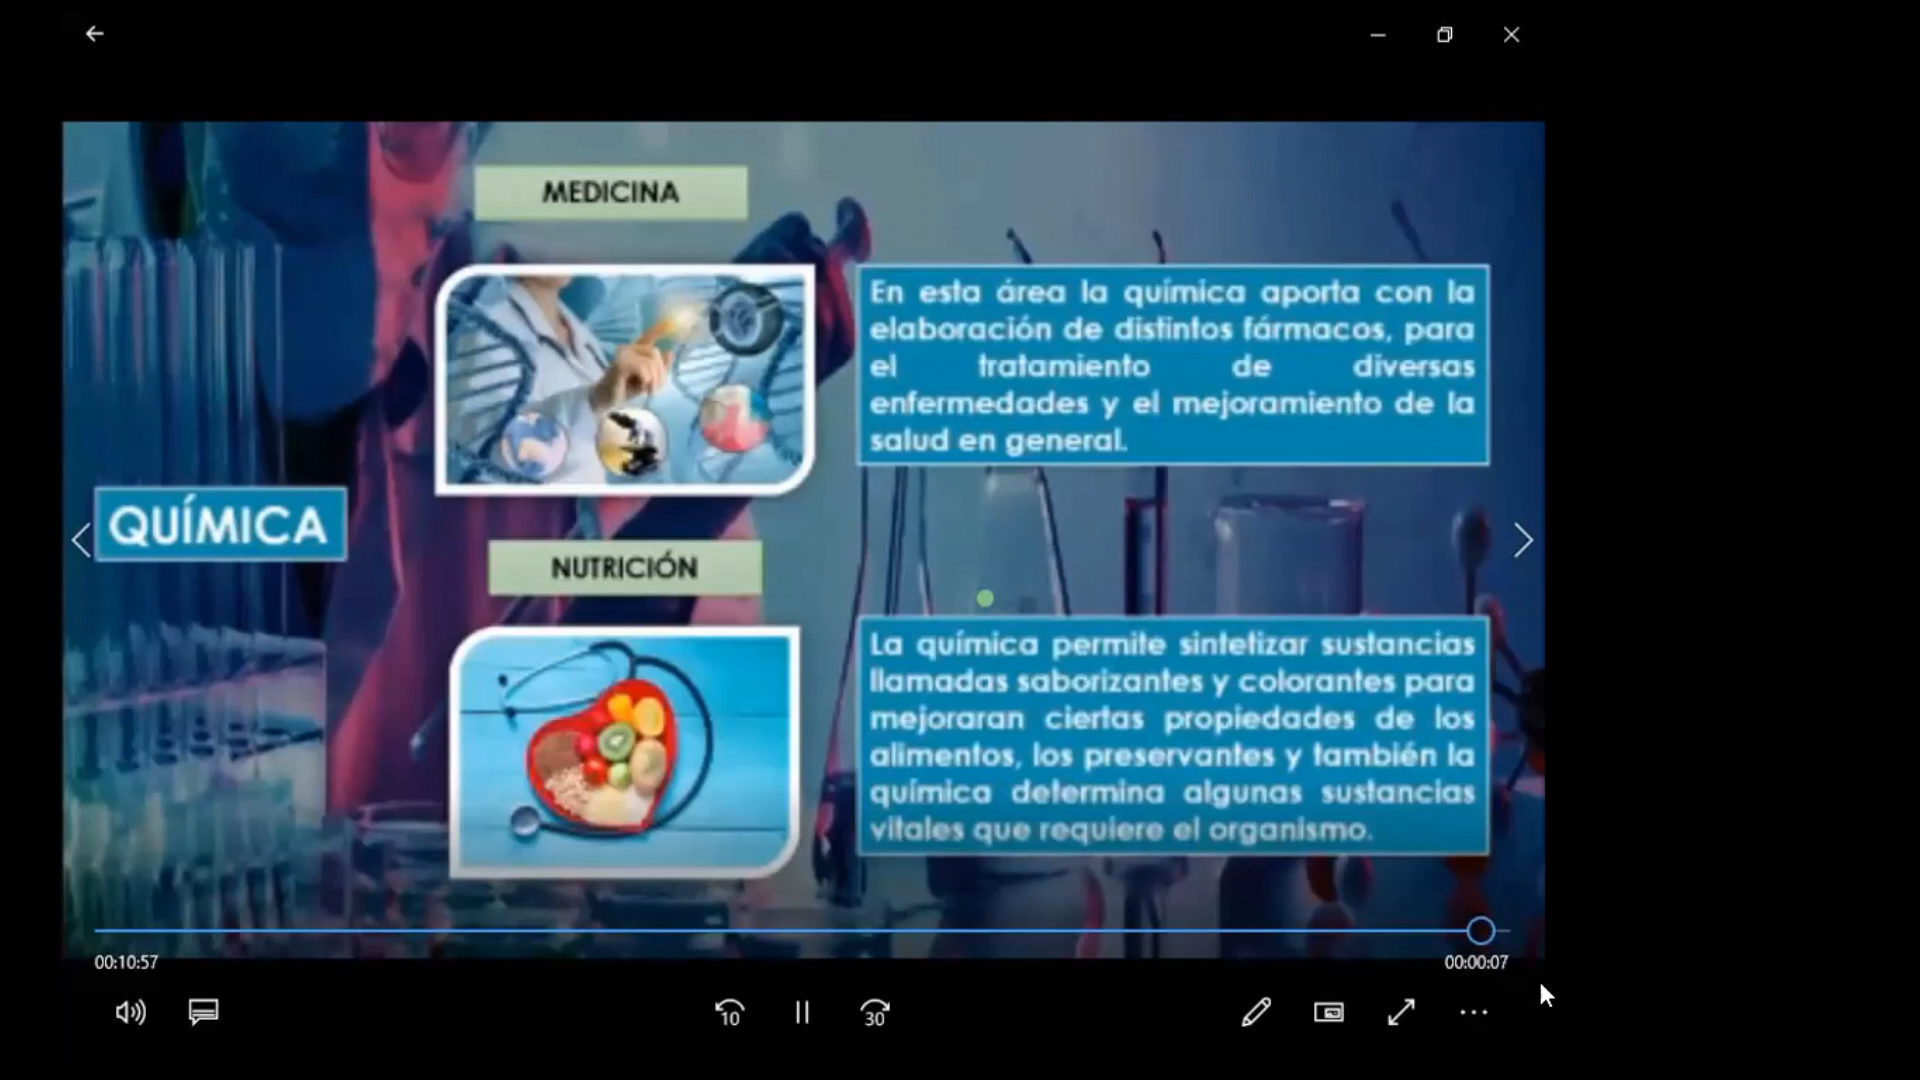 MEDICINA
En esta área la química aporta con la
elaboración de distintos fármacos, para
el tratamiento de diversas
enfermedades y el mejoramiento de la
salud en general.
QUÍMICA
NUTRICIÓN
La química permite sintetizar sustancias
llamadas saborizantes y colorantes para
mejoraran ciertas propiedades de los
alimentos, los preservantes y también la
química determina algunas sustancias
vitales que requiere el organismo.
00:10:57
00:00:07
10
30